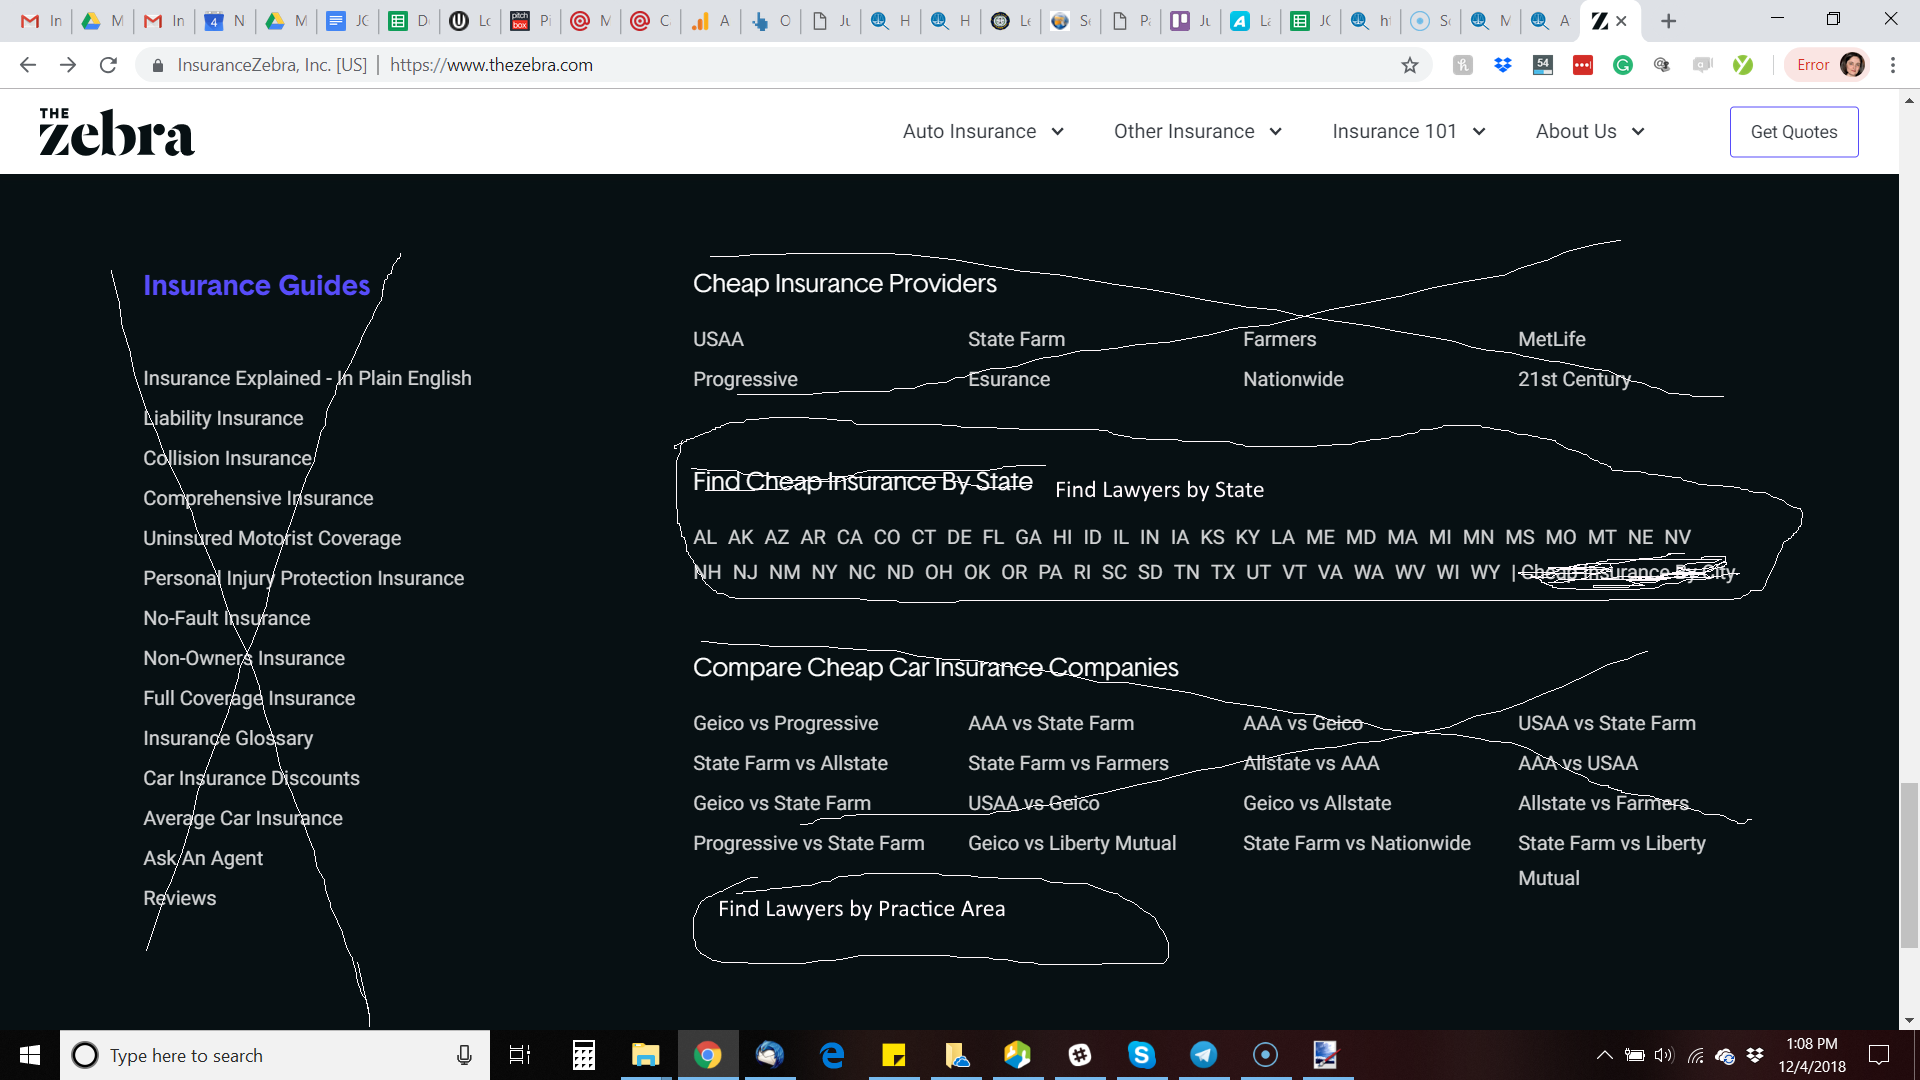 In
M
In
4
N
M
JC
D
Lo
pitch
box
Pi
M
C
A
O
Ju
H
H
Le
Se
Pa
Ju
A
La
JC
ht
Sc
M
A
InsuranceZebra, Inc. [US] | https://www.thezebra.com
54
Error
THE
zebra
Auto Insurance
Other Insurance
Insurance 101
About Us
Get Quotes
Insurance Guides
Insurance Explained - In Plain English
Liability Insurance
Collision Insurance
Comprehensive Insurance
Uninsured Motorist Coverage
Personal Injury Protection Insurance
No-Fault Insurance
Non-Owners Insurance
Full Coverage Insurance
Insurance Glossary
Car Insurance Discounts
Average Car Insurance
Ask An Agent
Reviews
Cheap Insurance Providers
USAA State Farm Farmers MetLife
Progressive Esurance Nationwide 21st Century
Find Cheap Insurance By State Find Lawyers by State
AL AK AZ AR CA CO CT DE FL GA HI ID IL IN IA KS KY LA ME MD MA MI MN MS MO MT NE NV
NH NJ NM NY NC ND OH OK OR PA RI SC SD TN TX UT VT VA WA WV WI WY | Cheap Insurance By City
Compare Cheap Car Insurance Companies
Geico vs Progressive AAA vs State Farm AAA vs Geico USAA vs State Farm
State Farm vs Allstate State Farm vs Farmers Allstate vs AAA AAA vs USAA
Geico vs State Farm USAA vs Geico Geico vs Allstate Allstate vs Farmers
Progressive vs State Farm Geico vs Liberty Mutual State Farm vs Nationwide State Farm vs Liberty
Mutual
Find Lawyers by Practice Area
Type here to search
1:08 PM
12/4/2018